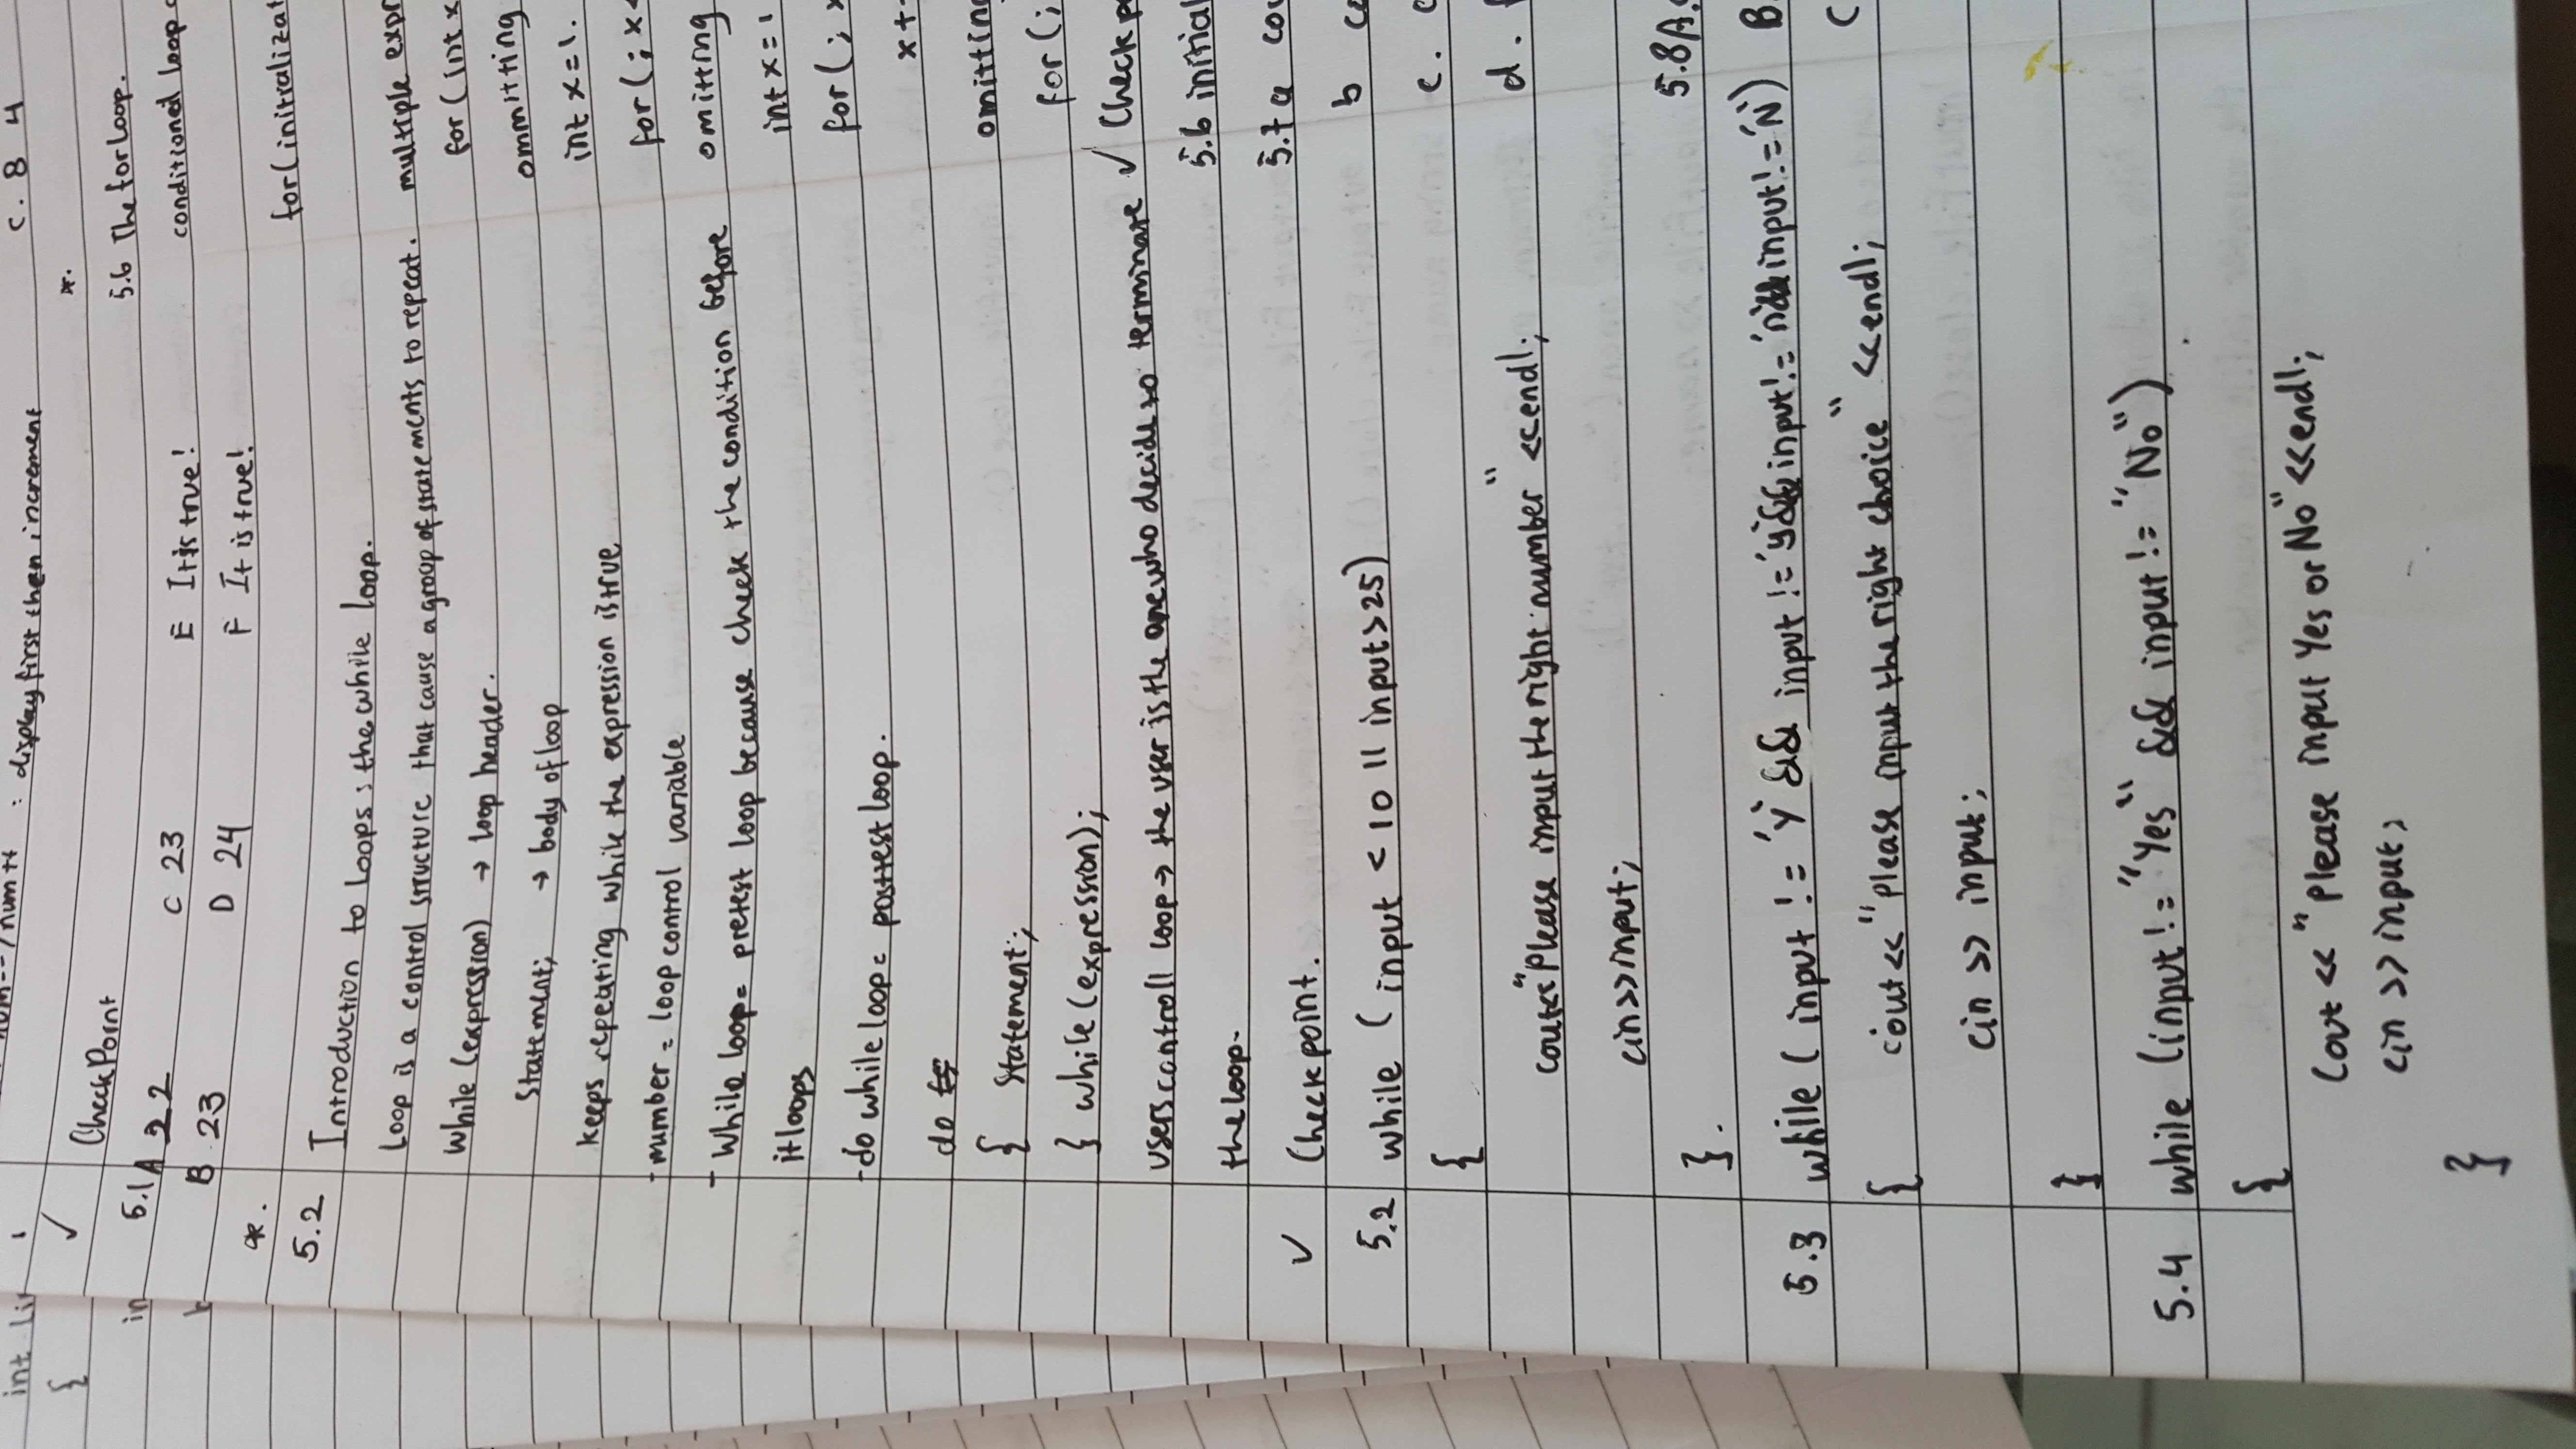 num++ : display first then increment
✓ CheckPoint
5.1 A 22 C 23 E It is true!
B 23 D 24 F It is true!
*.
5.2 Introduction to loops : the while loop.
Loop is a control structure that cause a group of statements to repeat.
While (expression) → loop header.
Statement; → body of loop
keeps repeating while the expression is true
- number = loop control variable
- While loop = pretest loop because check the condition before
it loops
- do while loop = posttest loop.
do
{ Statement;
} while (expression);
users controll loop → the user is the one who decide to terminate
the loop.
✓ Checkpoint.
5.2 while ( input < 10 || input > 25)
{
cout<<"please input the right number" <<endl;
cin>>input;
}.
5.3 while ( input != 'Y' && input != 'y' && input != 'n' && input != 'N')
{ cout << "please input the right choice" <<endl;
cin >> input;
}
5.4 while (input != "Yes" && input != "No")
{
Cout << "Please input Yes or No" <<endl;
cin >>input;
}
C. B 4
*.
5.6 The for loop.
conditional loop
for(initializat
multiple expr
for (int x
ommitting
int x=1.
for( ; x<
omitting
int x=1
for( ; x
x+
omitting
for( ;
✓ Checkp
5.6 initial
5.7 a cou
b co
c. c
d. f
5.8 A.
B.
C
int
{
in